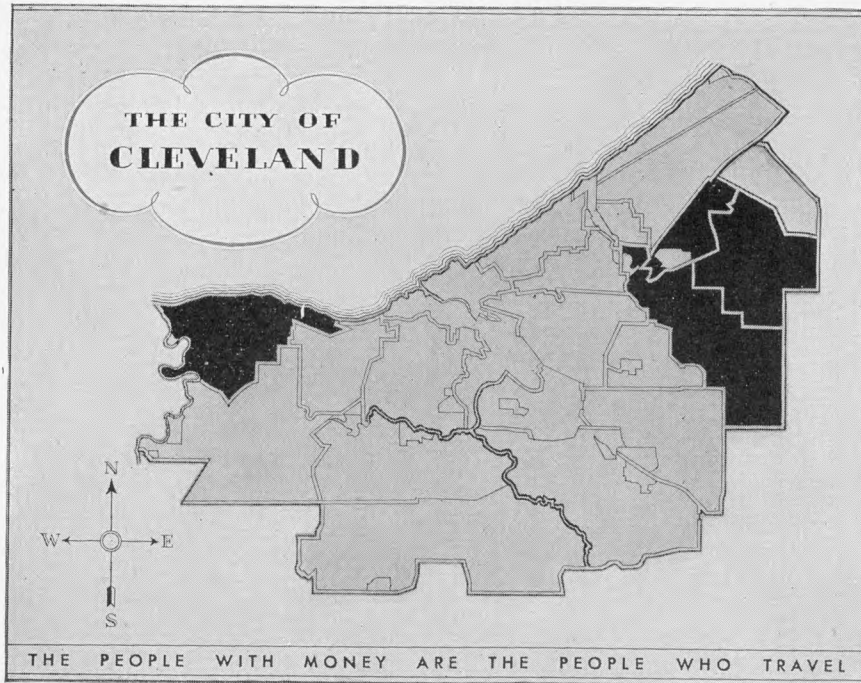 THE CITY OF
CLEVELAND
N
W E
S
THE PEOPLE WITH MONEY ARE THE PEOPLE WHO TRAVEL